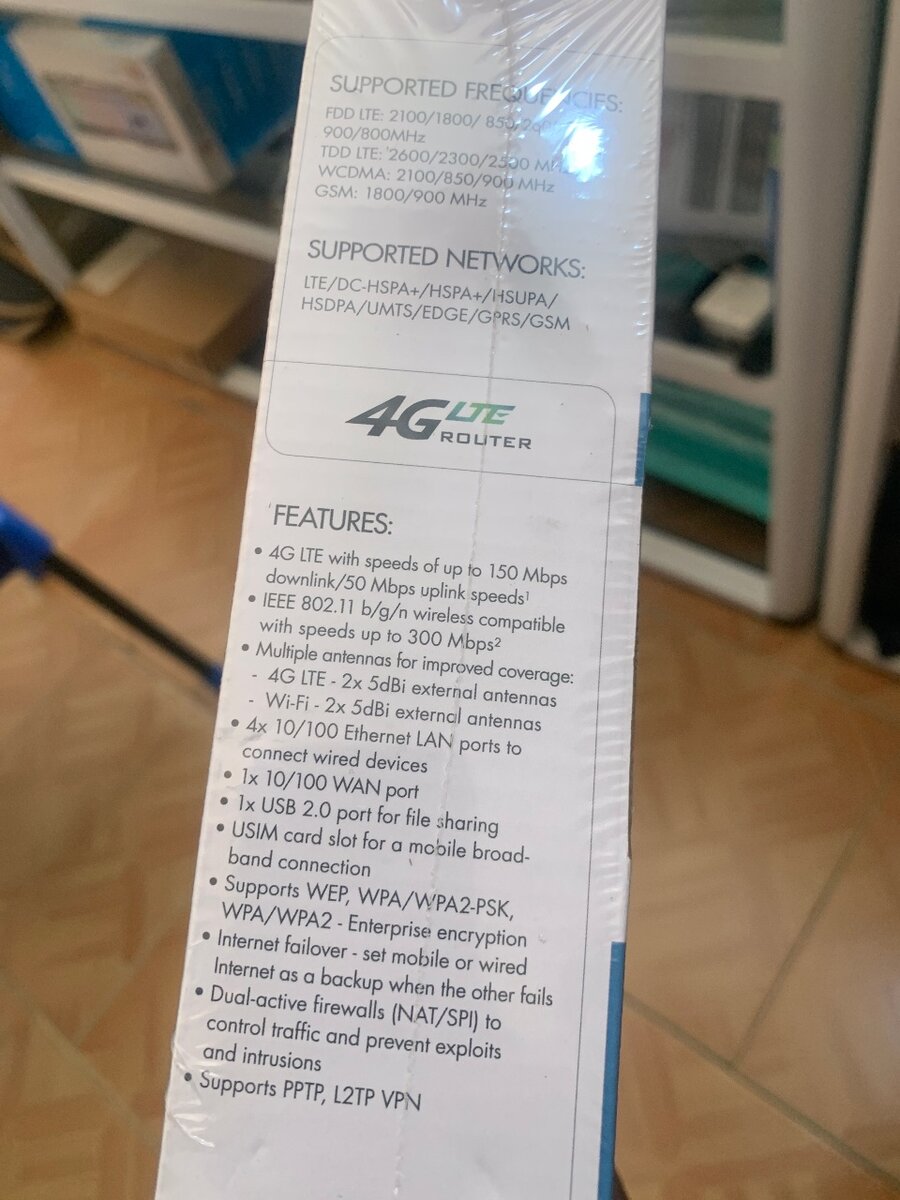 SUPPORTED FREQUENCIES:
FDD LTE: 2100/1800/ 850/
900/800MHz
TDD LTE: 2600/2300/2500 MHz
WCDMA: 2100/850/900 MHz
GSM: 1800/900 MHz
SUPPORTED NETWORKS:
LTE/DC-HSPA+/HSPA+/HSUPA/
HSDPA/UMTS/EDGE/GPRS/GSM
4G LTE
ROUTER
FEATURES:
• 4G LTE with speeds of up to 150 Mbps
downlink/50 Mbps uplink speeds¹
• IEEE 802.11 b/g/n wireless compatible
with speeds up to 300 Mbps²
• Multiple antennas for improved coverage:
- 4G LTE - 2x 5dBi external antennas
- Wi-Fi - 2x 5dBi external antennas
• 4x 10/100 Ethernet LAN ports to
connect wired devices
• 1x 10/100 WAN port
• 1x USB 2.0 port for file sharing
• USIM card slot for a mobile broad-
band connection
• Supports WEP, WPA/WPA2-PSK,
WPA/WPA2 - Enterprise encryption
• Internet failover - set mobile or wired
Internet as a backup when the other fails
• Dual-active firewalls (NAT/SPI) to
control traffic and prevent exploits
and intrusions
• Supports PPTP, L2TP VPN